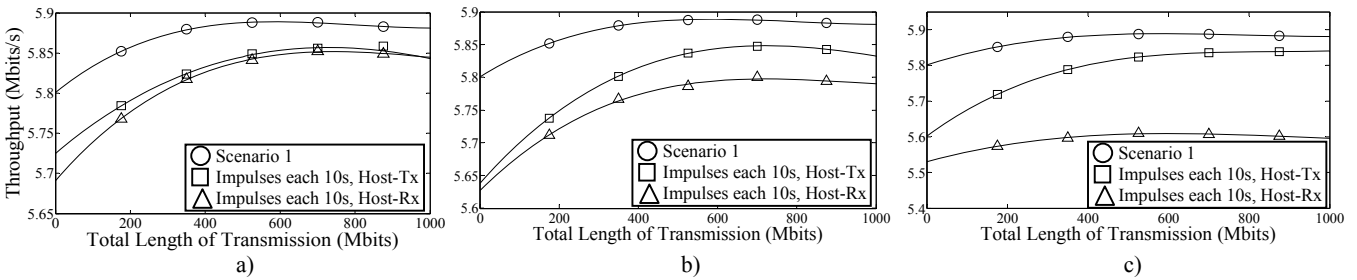 Throughput (Mbits/s)
5.9
5.85
5.8
5.75
5.7
5.65
0 200 400 600 800 1000
Total Length of Transmission (Mbits)
Scenario 1
Impulses each 10s, Host-Tx
Impulses each 10s, Host-Rx
a)
5.9
5.85
5.8
5.75
5.7
5.65
5.6
0 200 400 600 800 1000
Total Length of Transmission (Mbits)
Scenario 1
Impulses each 10s, Host-Tx
Impulses each 10s, Host-Rx
b)
5.9
5.8
5.7
5.6
5.5
5.4
0 200 400 600 800 1000
Total Length of Transmission (Mbits)
Scenario 1
Impulses each 10s, Host-Tx
Impulses each 10s, Host-Rx
c)